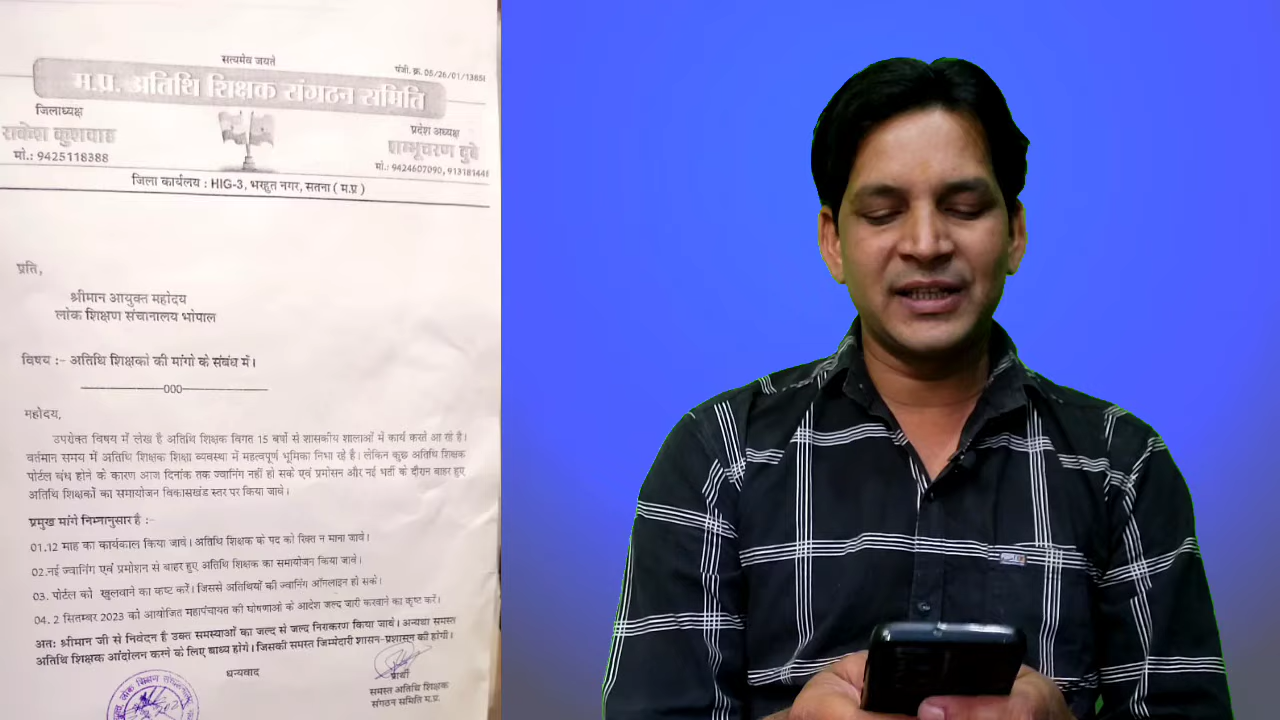 सत्यमेव जयते
पंजी. क्र. 05/26/01/13651
म.प्र. अतिथि शिक्षक संगठन समिति
जिलाध्यक्ष
राकेश कुशवाह
मो.: 9425118388
प्रदेश अध्यक्ष
शम्भूचरण दुबे
मो.: 9424607090, 913181448
जिला कार्यलय : HIG-3, भरहुत नगर, सतना ( म.प्र )
प्रति,
श्रीमान आयुक्त महोदय
लोक शिक्षण संचानालय भोपाल
विषय :- अतिथि शिक्षकों की मांगो के संबंध में।
000
महोदय,
उपरोक्त विषय में लेख है अतिथि शिक्षक विगत 15 वर्षो से शासकीय शालाओं में कार्य करते आ रहे है।
वर्तमान समय में अतिथि शिक्षक शिक्षा व्यवस्था में महत्वपूर्ण भूमिका निभा रहे है। लेकिन कुछ अतिथि शिक्षक
पोर्टल बंध होने के कारण आज दिनांक तक ज्वानिंग नहीं हो सके एवं प्रमोसन और नई भर्ती के दौरान बाहर हुए
अतिथि शिक्षकों का समायोजन विकासखंड स्तर पर किया जावे।
प्रमुख मांगे निम्नानुसार है :-
01.12 माह का कार्यकाल किया जावे। अतिथि शिक्षक के पद को रिक्त न माना जावे।
02.नई ज्वानिंग एवं प्रमोशन से बाहर हुए अतिथि शिक्षक का समायोजन किया जावे।
03. पोर्टल को खुलवाने का कष्ट करें। जिससे अतिथियों की ज्वानिंग ऑनलाइन हो सके।
04. 2 सितम्बर 2023 को आयोजित महापंचायत की घोषणाओं के आदेश जल्द जारी करवाने का कृष्ट करें।
अतः श्रीमान जी से निवेदन है उक्त समस्याओं का जल्द से जल्द निराकरण किया जावे। अन्यथा समस्त
अतिथि शिक्षक आंदोलन करने के लिए बाध्य होगे। जिसकी समस्त जिम्मेदारी शासन-प्रशासन की होगी।
धन्यवाद
प्रार्थी
समस्त अतिथि शिक्षक
संगठन समिति म.प्र.